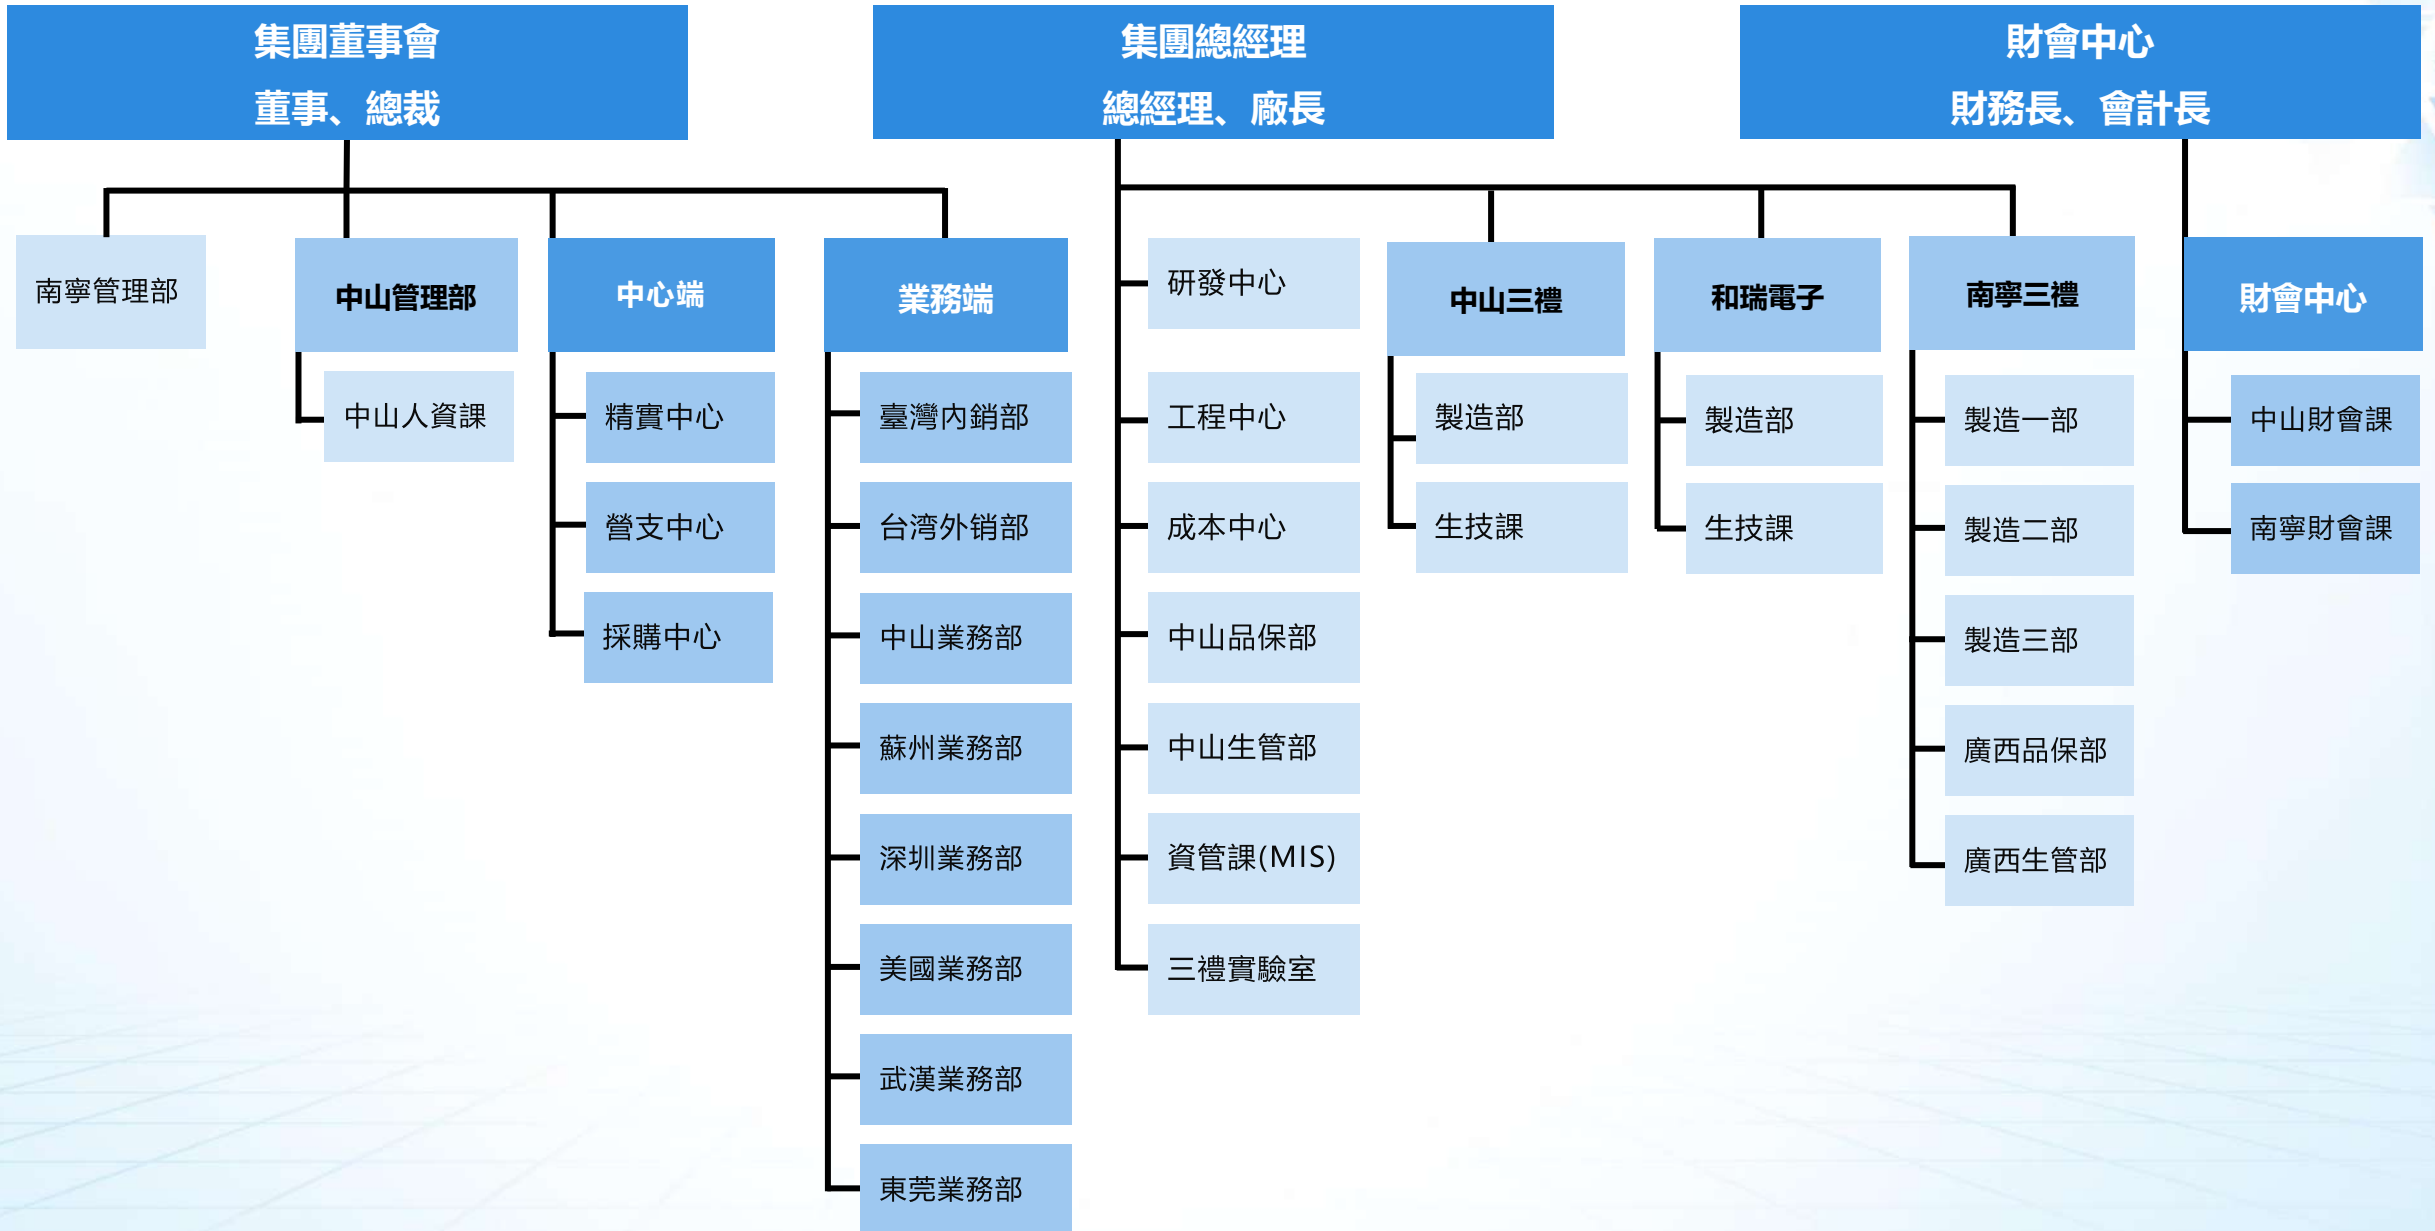 集團董事會
董事、總裁
南寧管理部
中山管理部
中山人資課
中心端
精實中心
營支中心
採購中心
業務端
臺灣內銷部
台湾外销部
中山業務部
蘇州業務部
深圳業務部
美國業務部
武漢業務部
東莞業務部
集團總經理
總經理、廠長
研發中心
工程中心
成本中心
中山品保部
中山生管部
資管課(MIS)
三禮實驗室
中山三禮
製造部
生技課
和瑞電子
製造部
生技課
南寧三禮
製造一部
製造二部
製造三部
廣西品保部
廣西生管部
財會中心
財務長、會計長
財會中心
中山財會課
南寧財會課